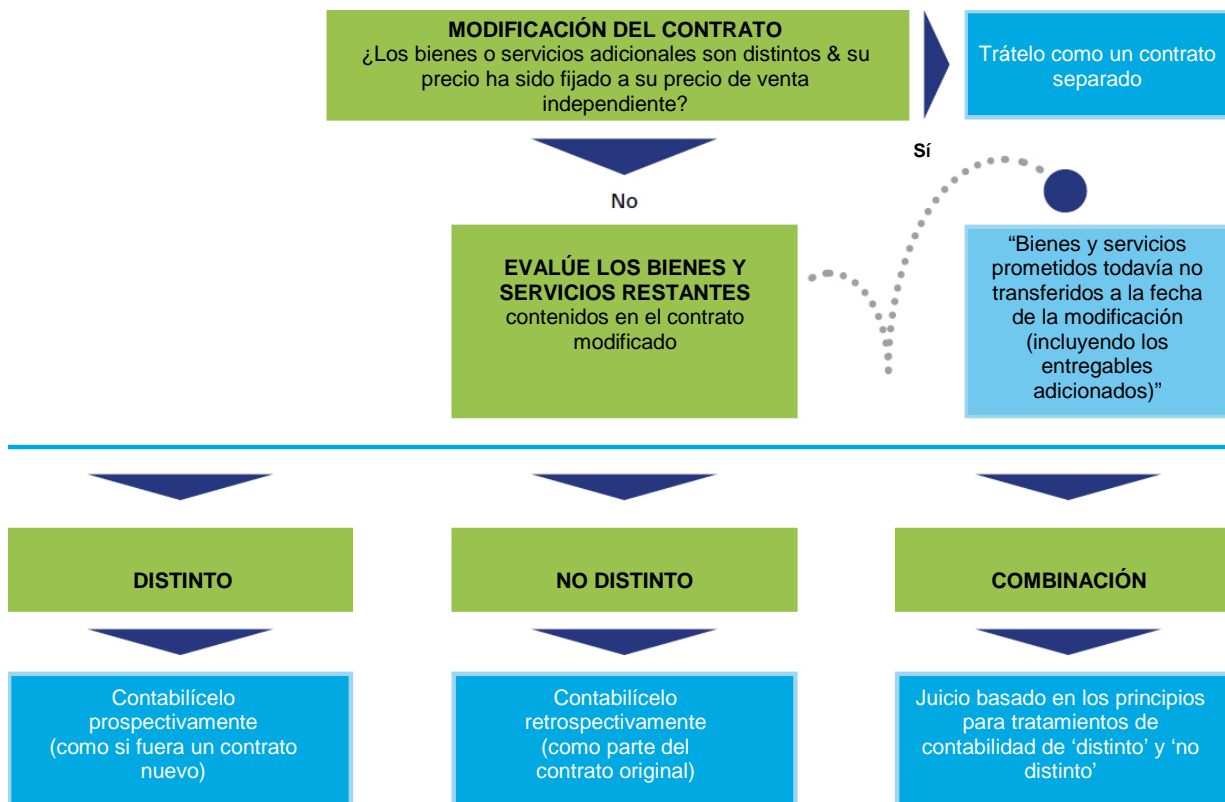 MODIFICACIÓN DEL CONTRATO
¿Los bienes o servicios adicionales son distintos & su
precio ha sido fijado a su precio de venta
independiente?
Trátelo como un contrato
separado
Sí
No
EVALÚE LOS BIENES Y
SERVICIOS RESTANTES
contenidos en el contrato
modificado
“Bienes y servicios
prometidos todavía no
transferidos a la fecha
de la modificación
(incluyendo los
entregables
adicionados)”
DISTINTO
NO DISTINTO
COMBINACIÓN
Contabilícelo
prospectivamente
(como si fuera un contrato
nuevo)
Contabilícelo
retrospectivamente
(como parte del
contrato original)
Juicio basado en los principios
para tratamientos de
contabilidad de ‘distinto’ y ‘no
distinto’